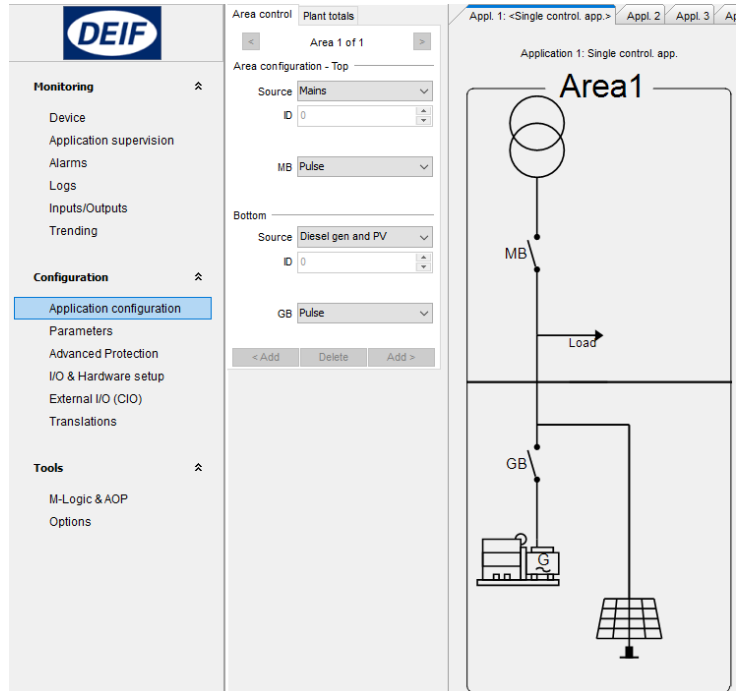 DEIF
Monitoring
Device
Application supervision
Alarms
Logs
Inputs/Outputs
Trending
Configuration
Application configuration
Parameters
Advanced Protection
I/O & Hardware setup
External I/O (CIO)
Translations
Tools
M-Logic & AOP
Options
Area control Plant totals
< Area 1 of 1 >
Area configuration - Top
Source Mains
ID 0
MB Pulse
Bottom
Source Diesel gen and PV
ID 0
GB Pulse
< Add Delete Add >
Appl. 1: <Single control. app.> Appl. 2 Appl. 3
Application 1: Single control. app.
Area1
MB
Load
GB
G